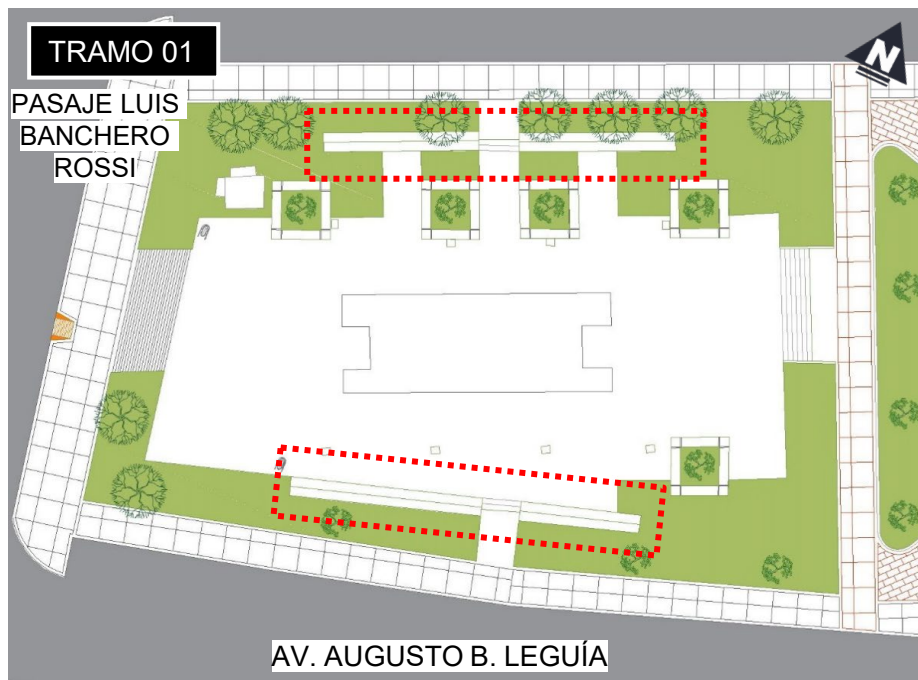 TRAMO 01
PASAJE LUIS
BANCHERO
ROSSI
N
AV. AUGUSTO B. LEGUÍA